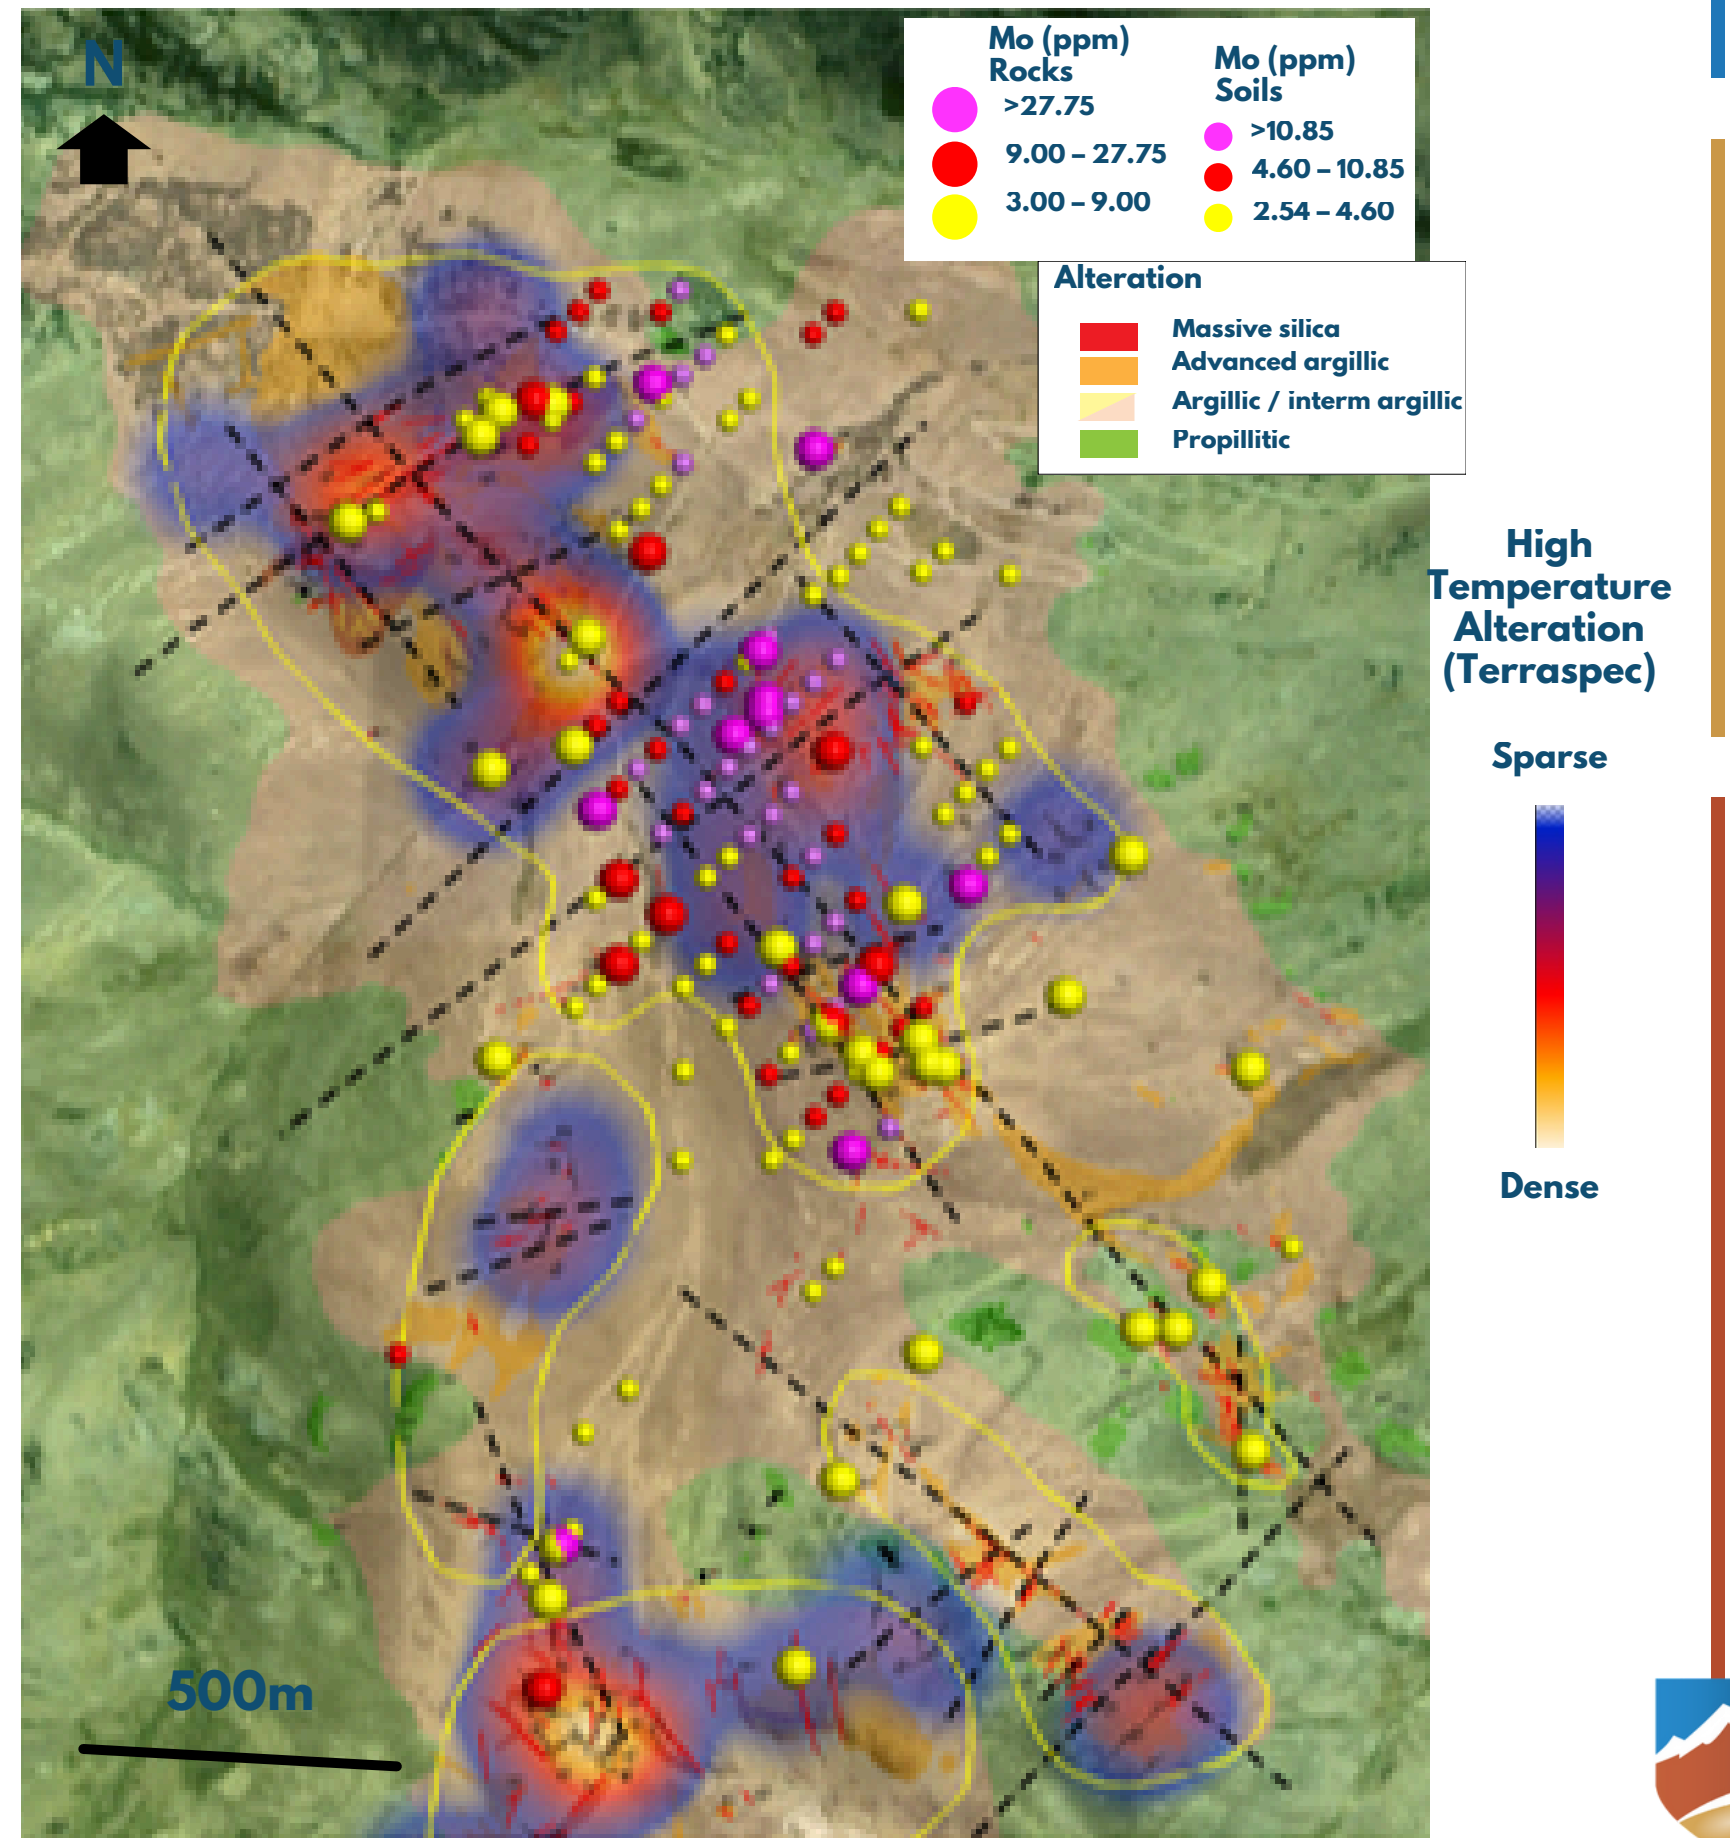 N
Mo (ppm)
Rocks
>27.75
9.00 – 27.75
3.00 – 9.00
Mo (ppm)
Soils
>10.85
4.60 – 10.85
2.54 – 4.60
Alteration
Massive silica
Advanced argillic
Argillic / interm argillic
Propillitic
High
Temperature
Alteration
(Terraspec)
Sparse
Dense
500m